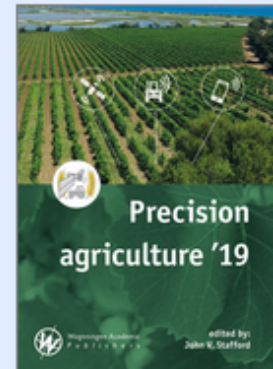 Precision
agriculture '19
Wageningen Academic
Publishers
edited by:
John V. Stafford